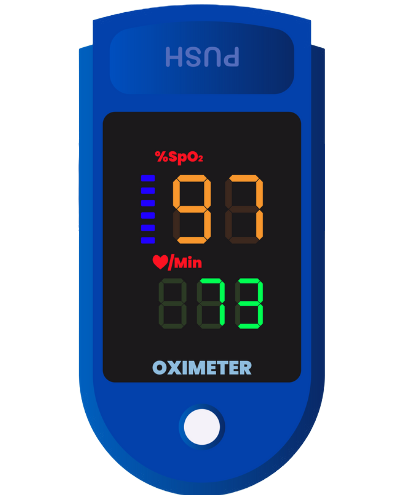 PUSH
%SpO₂
97
♥/Min
73
OXIMETER